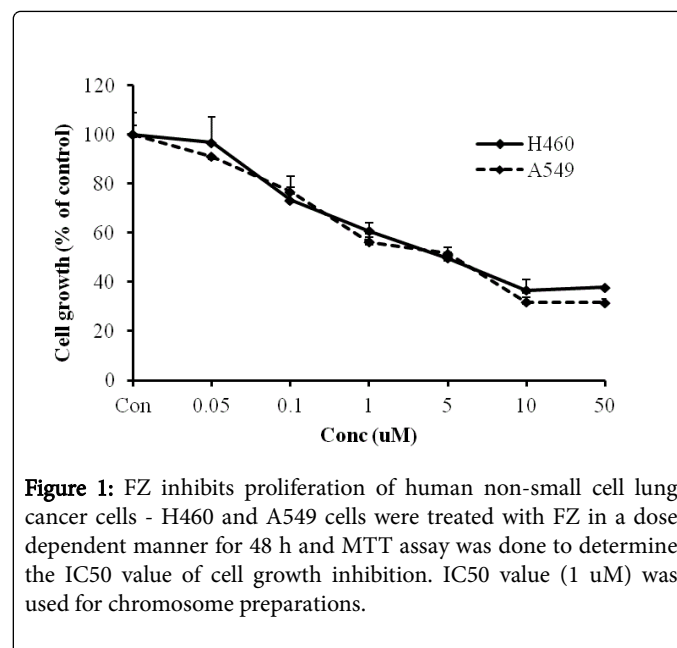 120
100
80
60
40
20
0
Cell growth (% of control)
H460
A549
Con 0.05 0.1 1 5 10 50
Conc (uM)
Figure 1: FZ inhibits proliferation of human non-small cell lung
cancer cells - H460 and A549 cells were treated with FZ in a dose
dependent manner for 48 h and MTT assay was done to determine
the IC50 value of cell growth inhibition. IC50 value (1 uM) was
used for chromosome preparations.